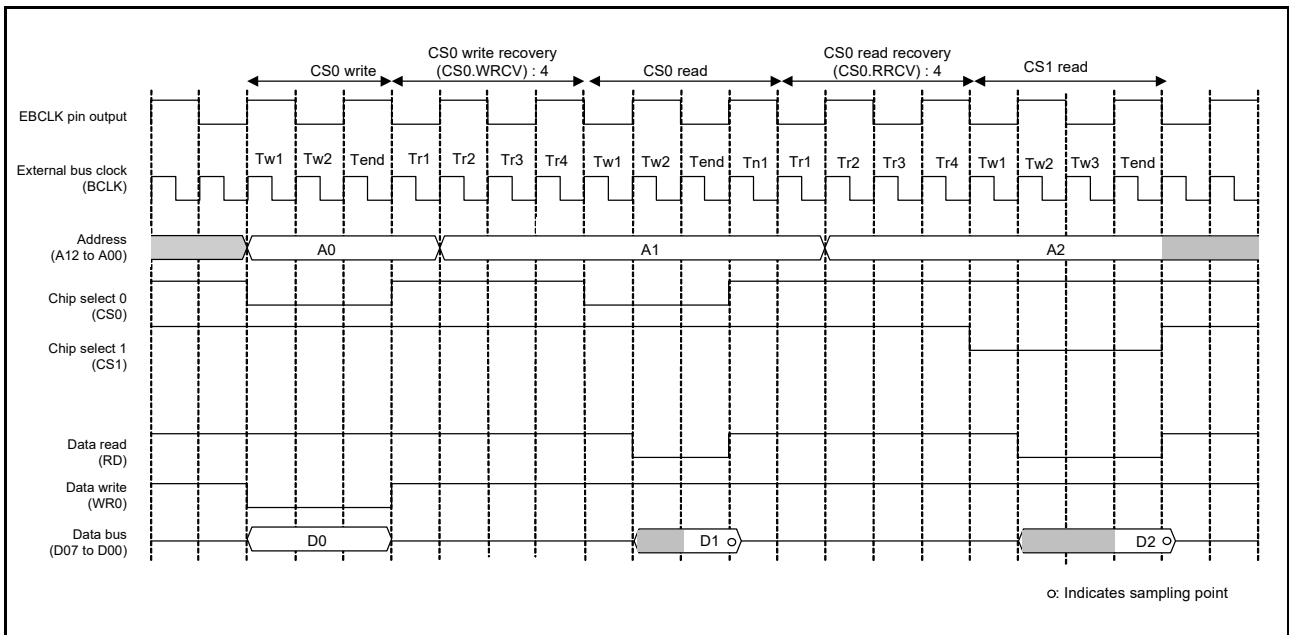 CS0 write
CS0 write recovery
(CS0.WRCV) : 4
CS0 read
CS0 read recovery
(CS0.RRCV) : 4
CS1 read
EBCLK pin output
Tw1 Tw2 Tend Tr1 Tr2 Tr3 Tr4 Tw1 Tw2 Tend Tn1 Tr1 Tr2 Tr3 Tr4 Tw1 Tw2 Tw3 Tend
External bus clock
(BCLK)
Address
(A12 to A00)
A0 A1 A2
Chip select 0
(CS0)
Chip select 1
(CS1)
Data read
(RD)
Data write
(WR0)
Data bus
(D07 to D00)
D0 D1 D2
o: Indicates sampling point